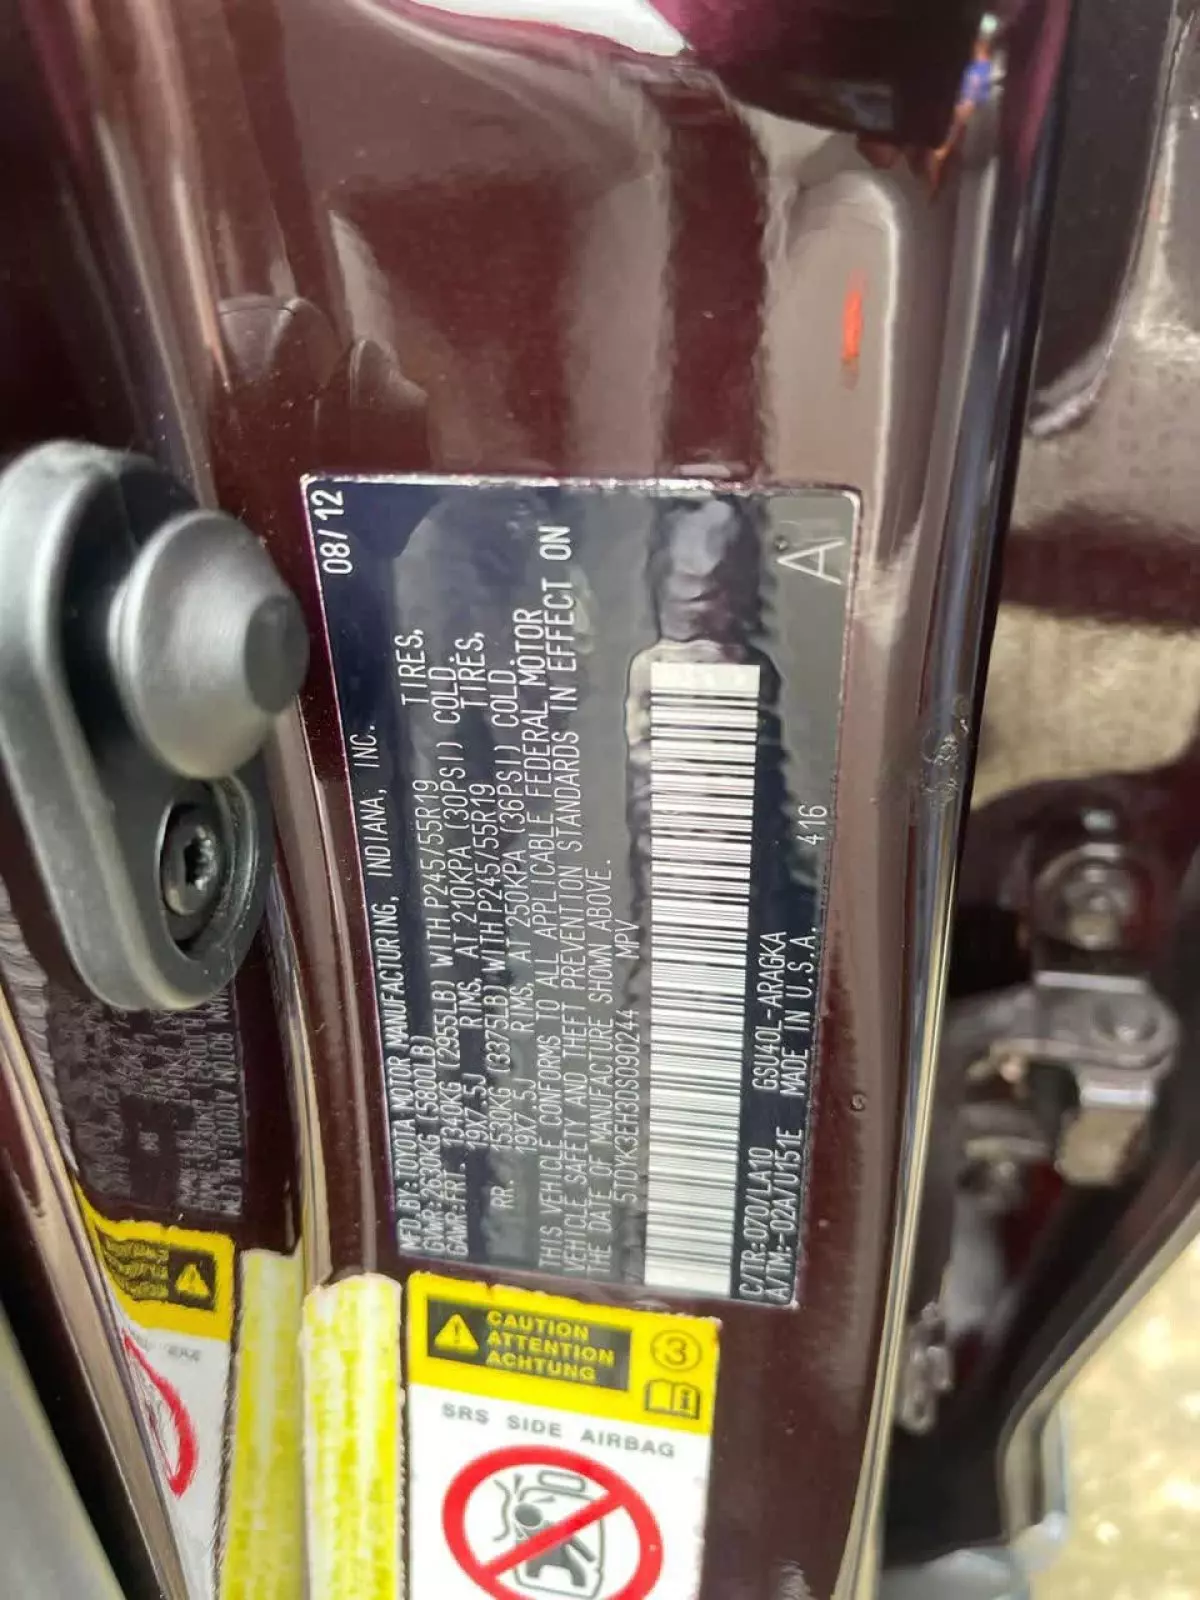 MFD. BY: TOYOTA MOTOR MANUFACTURING, INDIANA, INC. 08/12
GVWR: 2630KG (5800LB)
GAWR: FRT. 1340KG (2955LB) WITH P245/55R19 TIRES,
19X7.5J RIMS, AT 210KPA (30PSI) COLD.
RR. 1530KG (3375LB) WITH P245/55R19 TIRES,
19X7.5J RIMS, AT 250KPA (36PSI) COLD.
THIS VEHICLE CONFORMS TO ALL APPLICABLE FEDERAL MOTOR
VEHICLE SAFETY AND THEFT PREVENTION STANDARDS IN EFFECT ON
THE DATE OF MANUFACTURE SHOWN ABOVE.
5TDYK3EH3DS090244 MPV
C/TR: 070/LA10 GSU40L-ARAGKA
A/TM: -02A/U151E MADE IN U.S.A. 416
A
CAUTION
ATTENTION
ACHTUNG
3
SRS SIDE AIRBAG